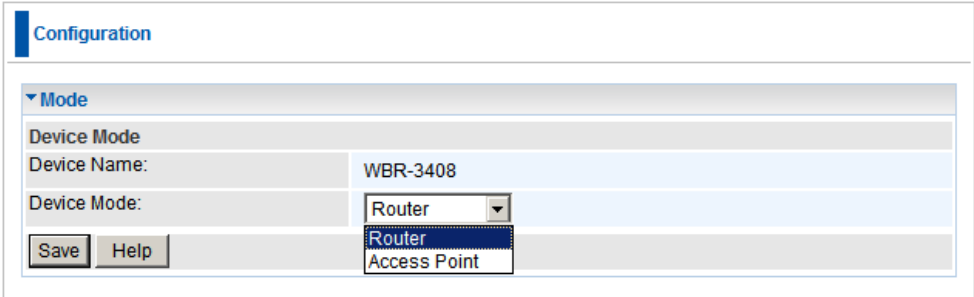 Configuration
Mode
Device Mode
Device Name: WBR-3408
Device Mode: Router
Router
Access Point
Save Help